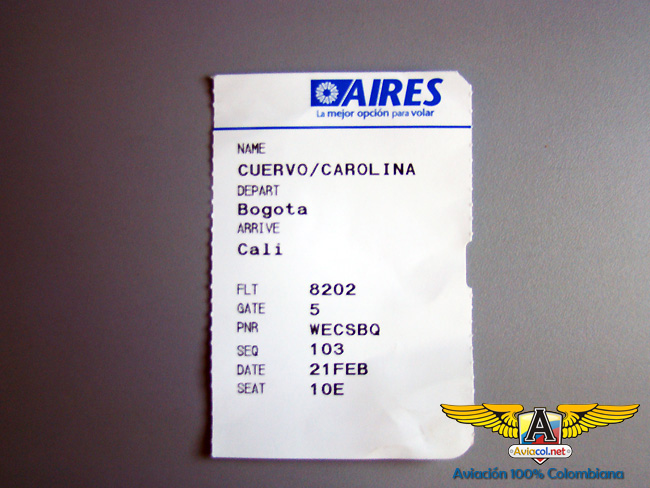 AIRES
La mejor opción para volar
NAME
CUERVO/CAROLINA
DEPART
Bogota
ARRIVE
Cali
FLT 8202
GATE 5
PNR WECSBQ
SEQ 103
DATE 21FEB
SEAT 10E
A
Aviacol.net
Aviación 100% Colombiana